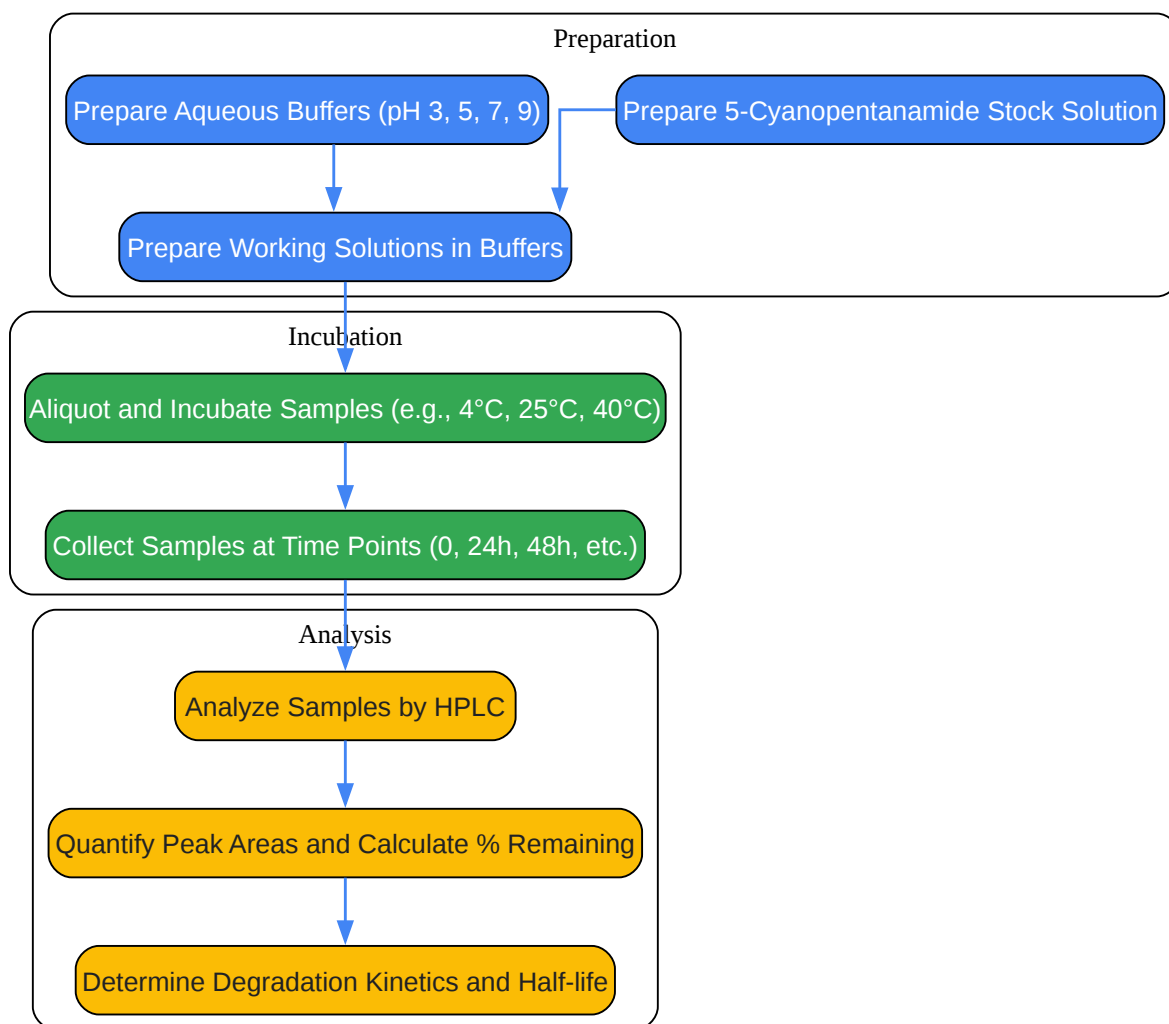 Preparation
Prepare Aqueous Buffers (pH 3, 5, 7, 9)
Prepare 5-Cyanopentanamide Stock Solution
Prepare Working Solutions in Buffers
Incubation
Aliquot and Incubate Samples (e.g., 4°C, 25°C, 40°C)
Collect Samples at Time Points (0, 24h, 48h, etc.)
Analysis
Analyze Samples by HPLC
Quantify Peak Areas and Calculate % Remaining
Determine Degradation Kinetics and Half-life